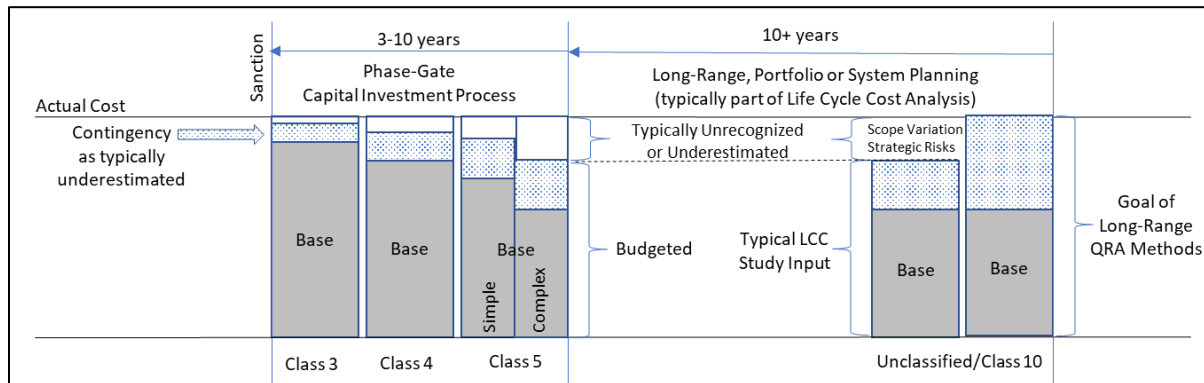 3-10 years
10+ years
Sanction
Phase-Gate
Capital Investment Process
Long-Range, Portfolio or System Planning
(typically part of Life Cycle Cost Analysis)
Actual Cost
Contingency
as typically
underestimated
Typically Unrecognized
or Underestimated
Scope Variation
Strategic Risks
Base
Base
Base
Simple
Complex
Budgeted
Typical LCC
Study Input
Base
Base
Goal of
Long-Range
QRA Methods
Class 3
Class 4
Class 5
Unclassified/Class 10